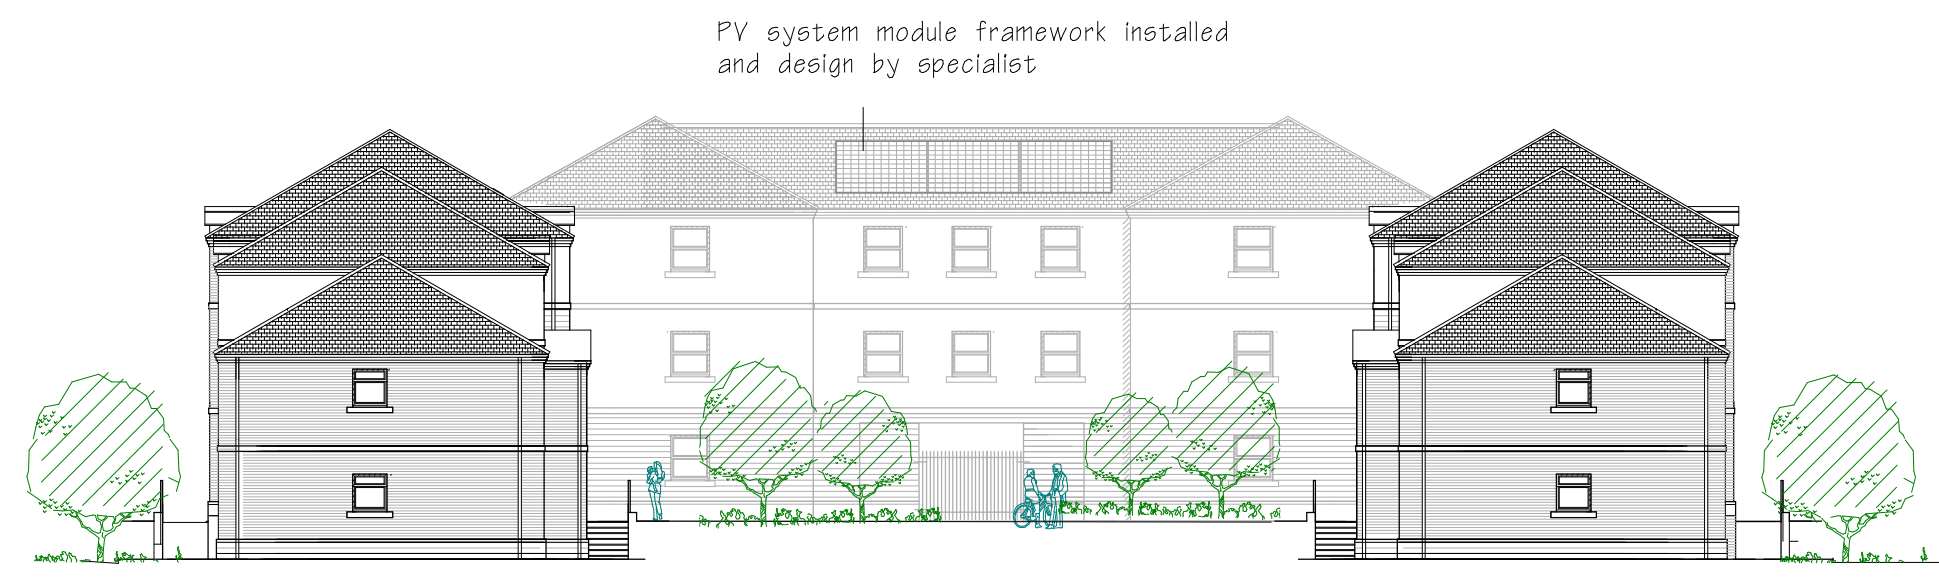 PV system module framework installed
and design by specialist